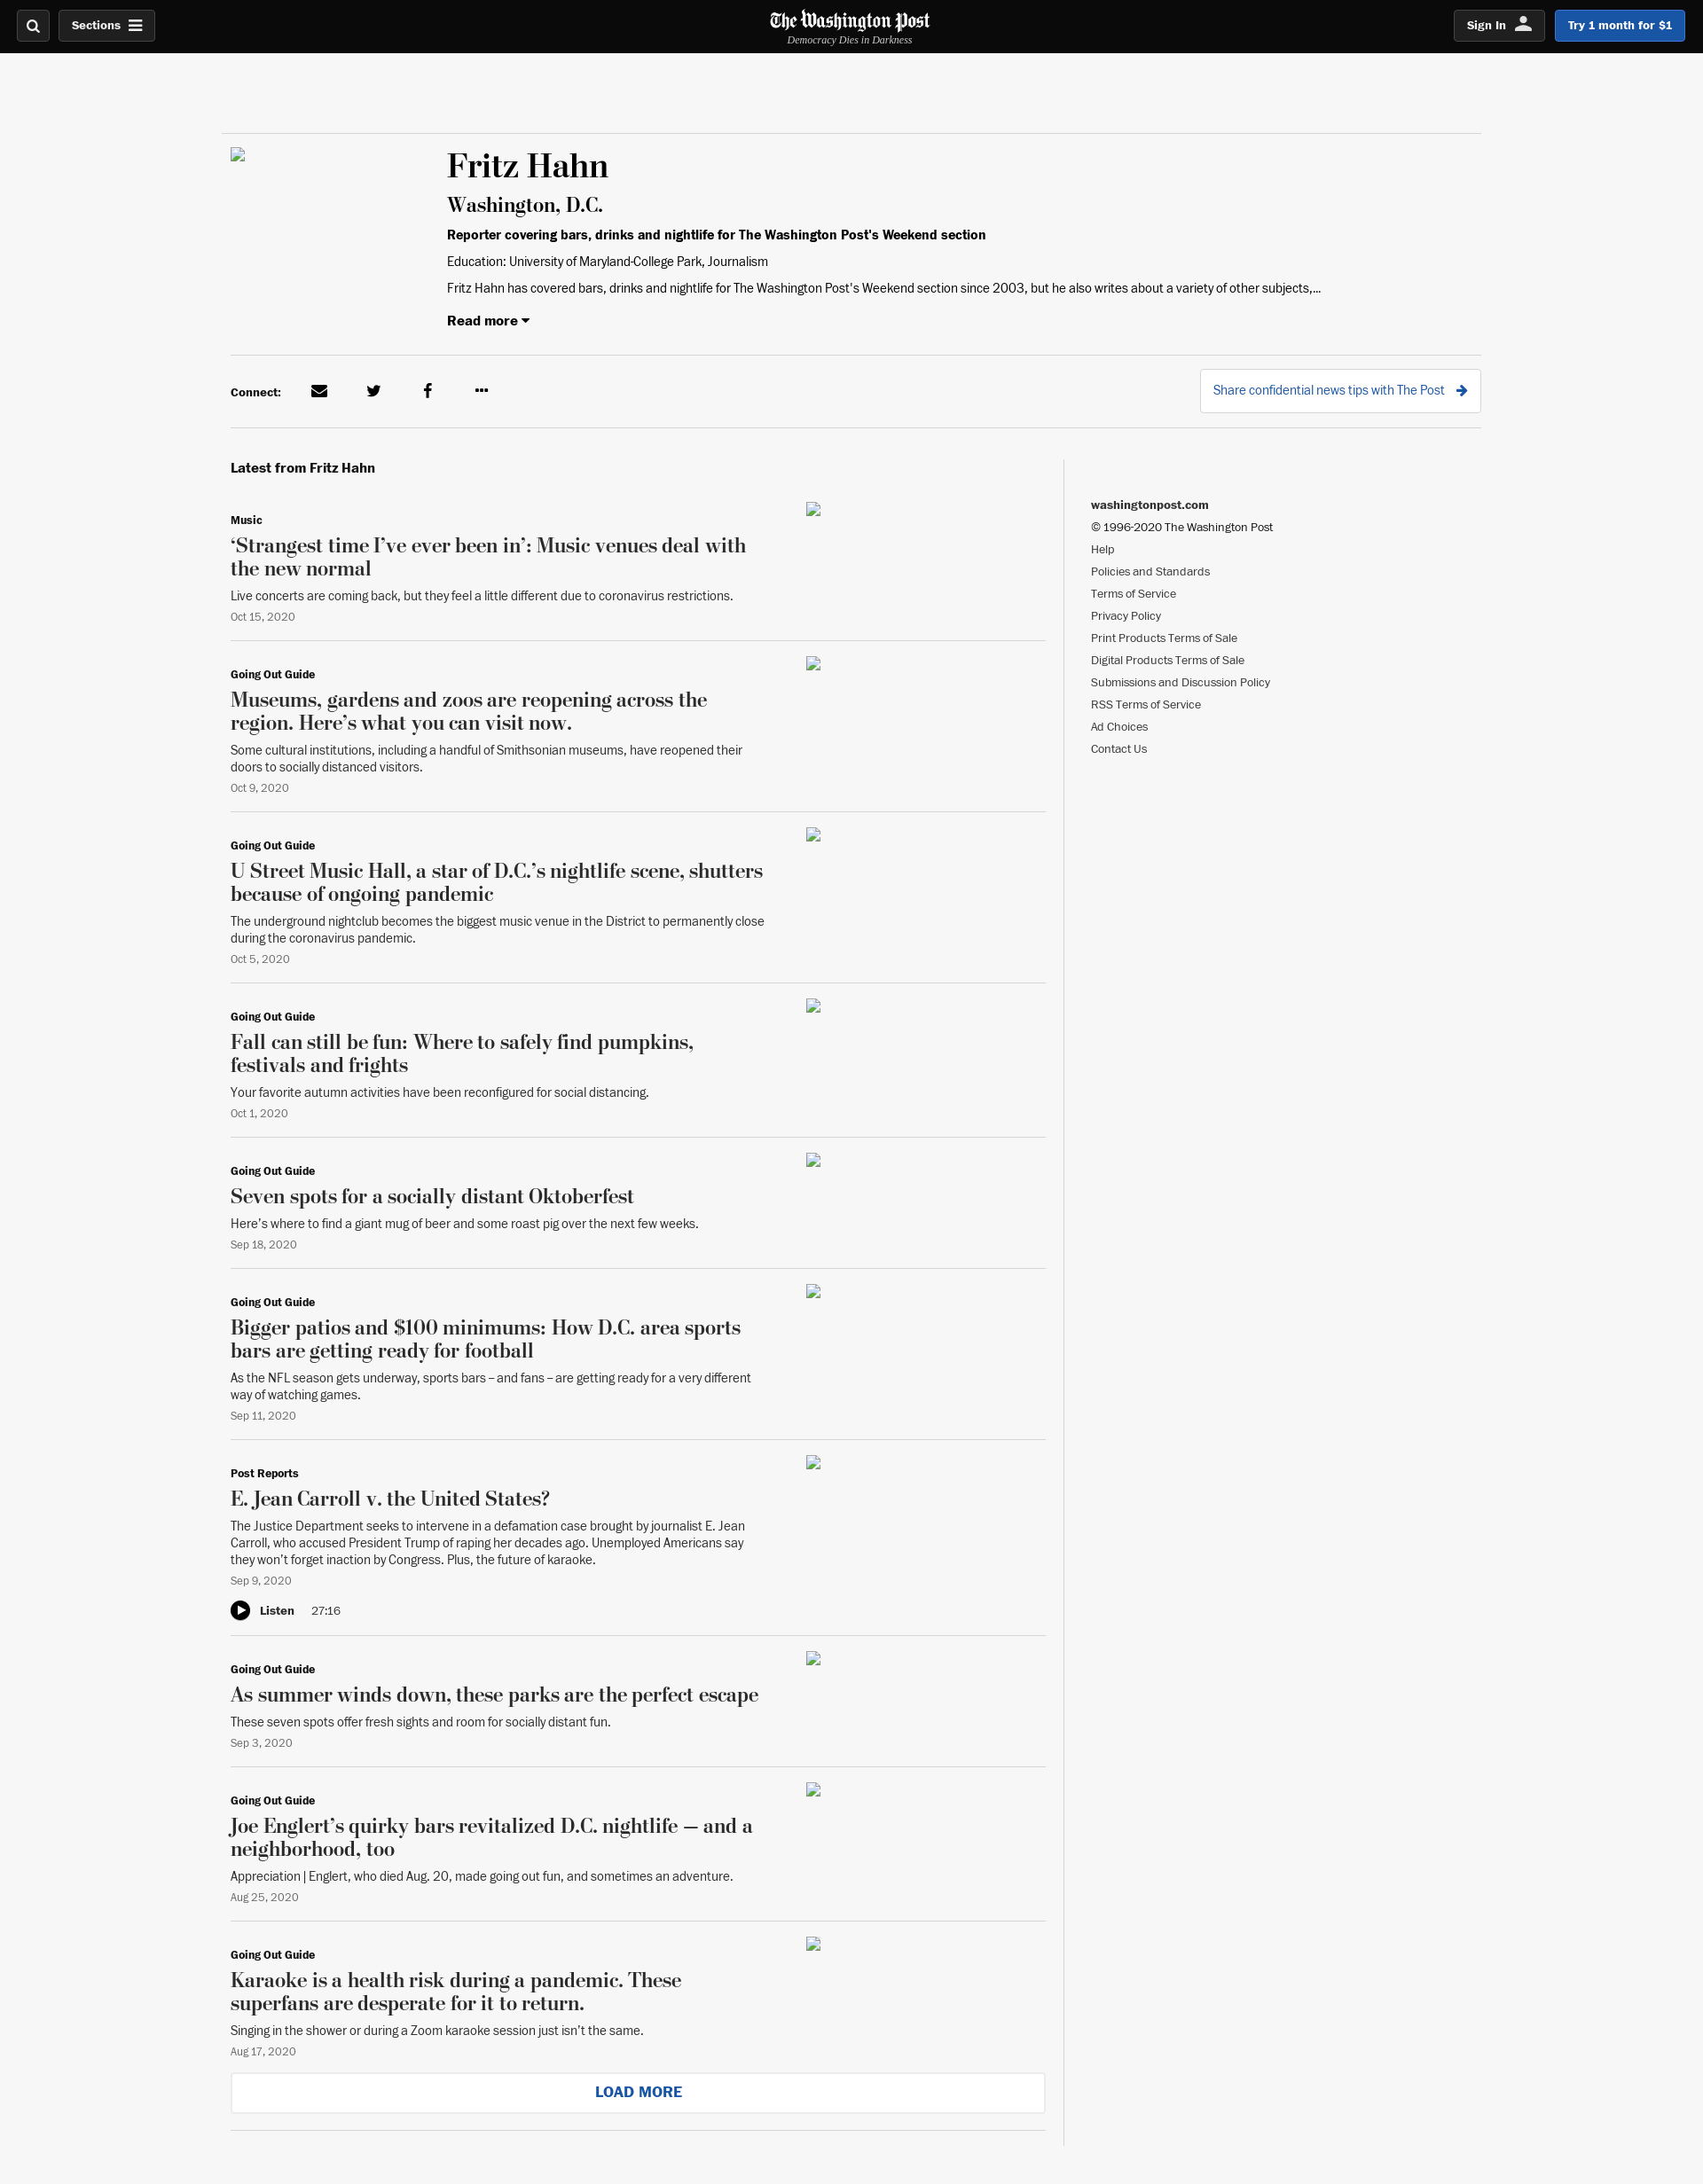 Sections
The Washington Post
Democracy Dies in Darkness
Sign In
Try 1 month for $1
Fritz Hahn
Washington, D.C.
Reporter covering bars, drinks and nightlife for The Washington Post's Weekend section
Education: University of Maryland-College Park, Journalism
Fritz Hahn has covered bars, drinks and nightlife for The Washington Post's Weekend section since 2003, but he also writes about a variety of other subjects,...
Read more
Connect:
Share confidential news tips with The Post
Latest from Fritz Hahn
Music
‘Strangest time I’ve ever been in’: Music venues deal with
the new normal
Live concerts are coming back, but they feel a little different due to coronavirus restrictions.
Oct 15, 2020
Going Out Guide
Museums, gardens and zoos are reopening across the
region. Here’s what you can visit now.
Some cultural institutions, including a handful of Smithsonian museums, have reopened their
doors to socially distanced visitors.
Oct 9, 2020
Going Out Guide
U Street Music Hall, a star of D.C.’s nightlife scene, shutters
because of ongoing pandemic
The underground nightclub becomes the biggest music venue in the District to permanently close
during the coronavirus pandemic.
Oct 5, 2020
Going Out Guide
Fall can still be fun: Where to safely find pumpkins,
festivals and frights
Your favorite autumn activities have been reconfigured for social distancing.
Oct 1, 2020
Going Out Guide
Seven spots for a socially distant Oktoberfest
Here’s where to find a giant mug of beer and some roast pig over the next few weeks.
Sep 18, 2020
Going Out Guide
Bigger patios and $100 minimums: How D.C. area sports
bars are getting ready for football
As the NFL season gets underway, sports bars – and fans – are getting ready for a very different
way of watching games.
Sep 11, 2020
Post Reports
E. Jean Carroll v. the United States?
The Justice Department seeks to intervene in a defamation case brought by journalist E. Jean
Carroll, who accused President Trump of raping her decades ago. Unemployed Americans say
they won’t forget inaction by Congress. Plus, the future of karaoke.
Sep 9, 2020
Listen 27:16
Going Out Guide
As summer winds down, these parks are the perfect escape
These seven spots offer fresh sights and room for socially distant fun.
Sep 3, 2020
Going Out Guide
Joe Englert’s quirky bars revitalized D.C. nightlife — and a
neighborhood, too
Appreciation | Englert, who died Aug. 20, made going out fun, and sometimes an adventure.
Aug 25, 2020
Going Out Guide
Karaoke is a health risk during a pandemic. These
superfans are desperate for it to return.
Singing in the shower or during a Zoom karaoke session just isn’t the same.
Aug 17, 2020
LOAD MORE
washingtonpost.com
© 1996-2020 The Washington Post
Help
Policies and Standards
Terms of Service
Privacy Policy
Print Products Terms of Sale
Digital Products Terms of Sale
Submissions and Discussion Policy
RSS Terms of Service
Ad Choices
Contact Us